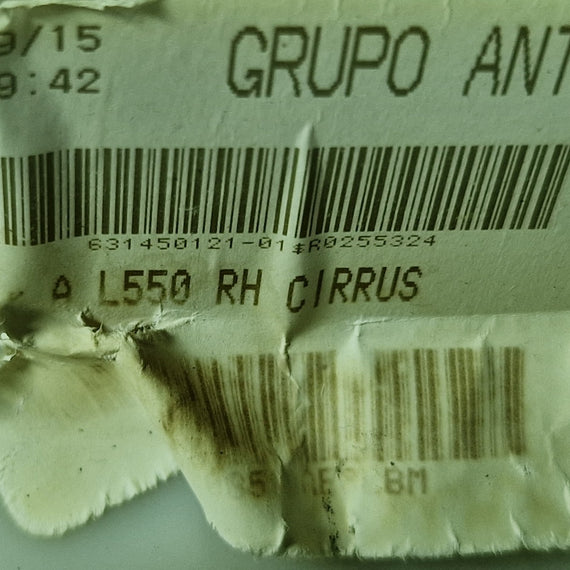 9/15
GRUPO ANT
9:42
631450121-01*R0255324
A L550 RH CIRRUS